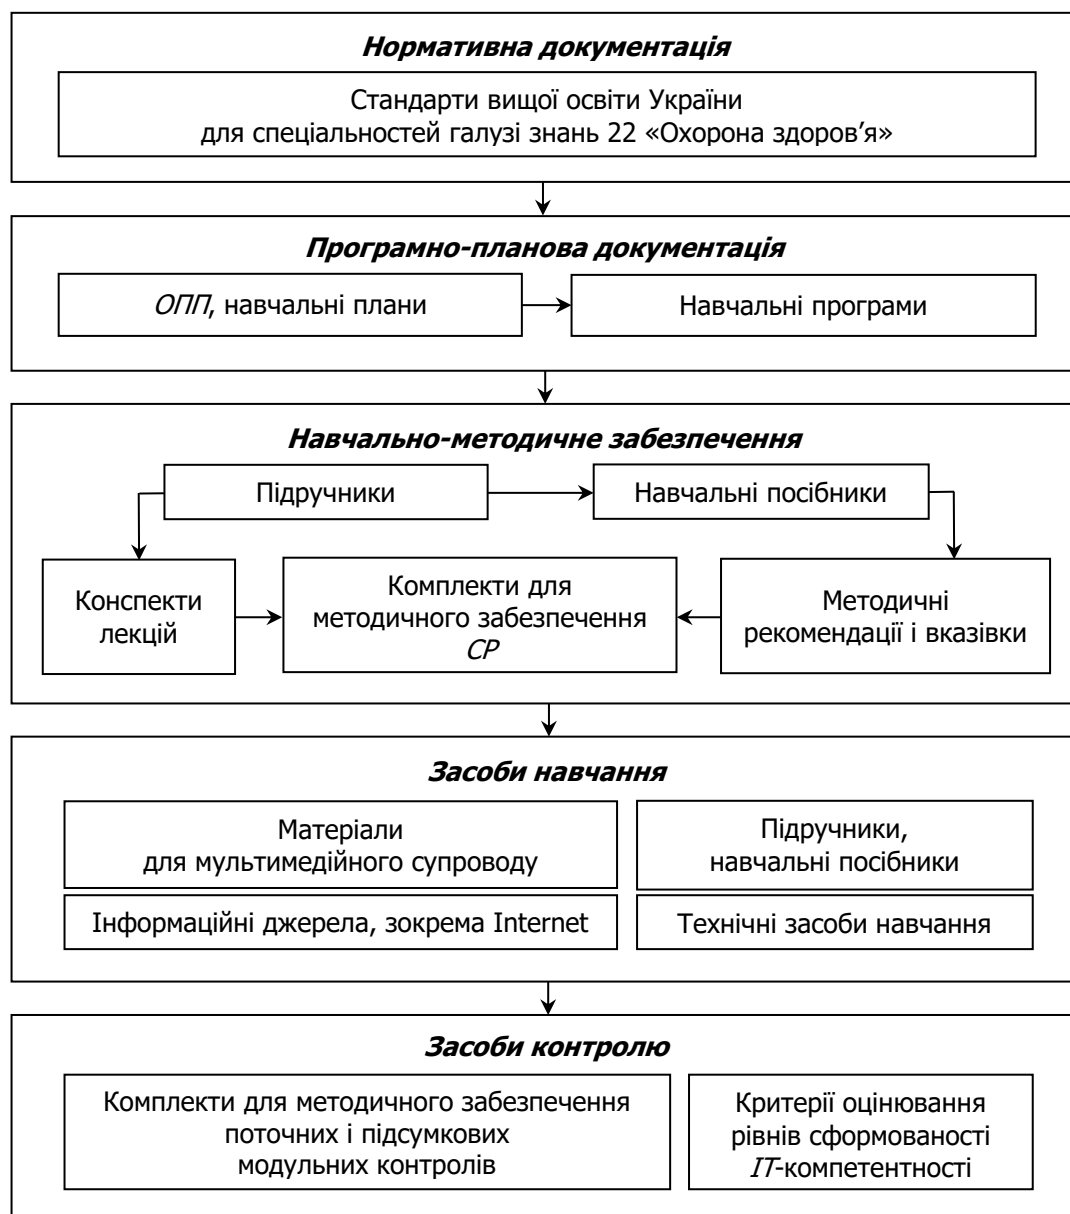 Нормативна документація
Стандарти вищої освіти України
для спеціальностей галузі знань 22 «Охорона здоров’я»
Програмно-планова документація
ОПП, навчальні плани
Навчальні програми
Навчально-методичне забезпечення
Підручники
Навчальні посібники
Конспекти
лекцій
Комплекти для
методичного забезпечення
СР
Методичні
рекомендації і вказівки
Засоби навчання
Матеріали
для мультимедійного супроводу
Підручники,
навчальні посібники
Інформаційні джерела, зокрема Internet
Технічні засоби навчання
Засоби контролю
Комплекти для методичного забезпечення
поточних і підсумкових
модульних контролів
Критерії оцінювання
рівнів сформованості
ІТ-компетентності